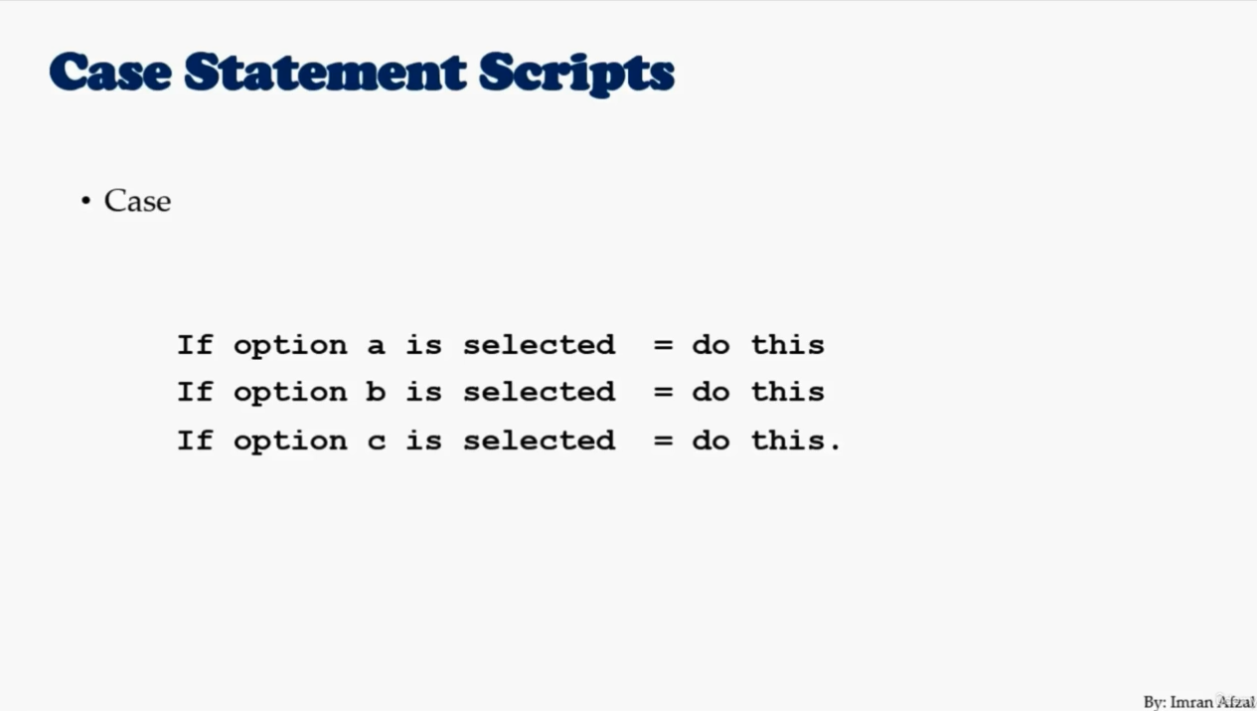 Case Statement Scripts
• Case
If option a is selected = do this
If option b is selected = do this
If option c is selected = do this.
By: Imran Afzal